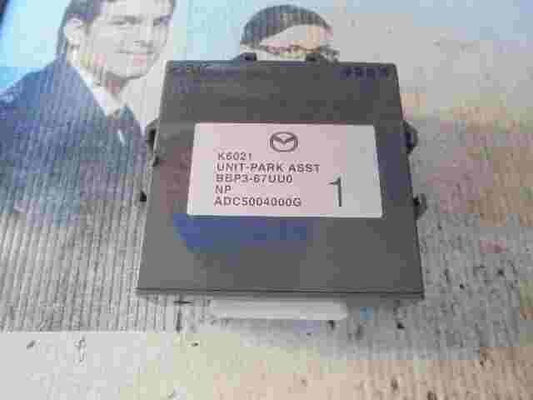 K6021
UNIT-PARK ASST
BBP3-67UU0
NP
ADC5004000G
1